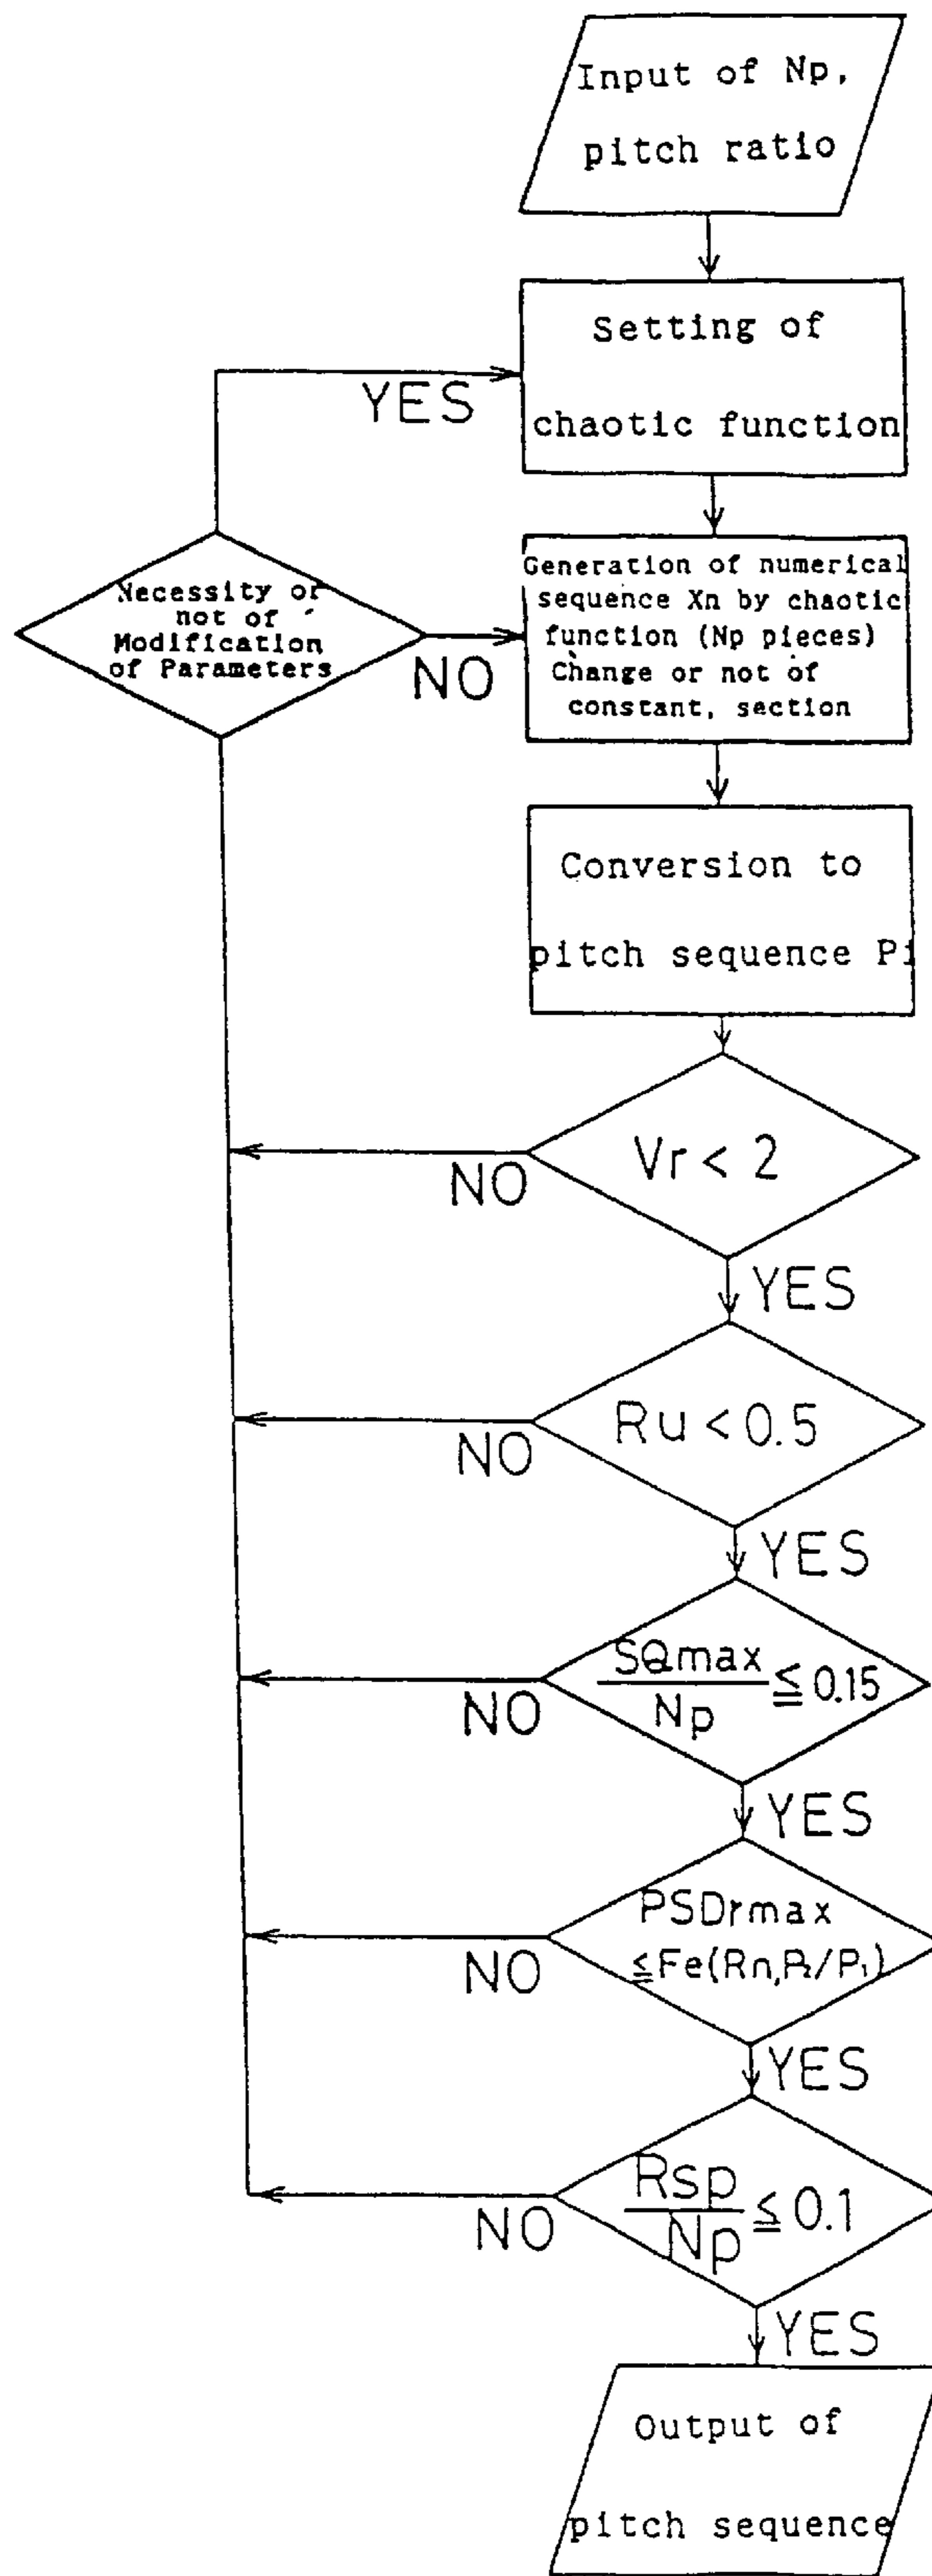 Input of Np,
pitch ratio
Setting of
chaotic function
YES
Necessity or
not of
Modification
of Parameters
NO
Generation of numerical
sequence Xn by chaotic
function (Np pieces)
Change or not of
constant, section
Conversion to
pitch sequence Pi
Vr < 2
NO
YES
Ru < 0.5
NO
YES
SQmax
Np
≦ 0.15
NO
YES
PSDrmax
≦Fe(Rn,P₂/P₁)
NO
YES
Rsp
Np
≦ 0.1
NO
YES
Output of
pitch sequence